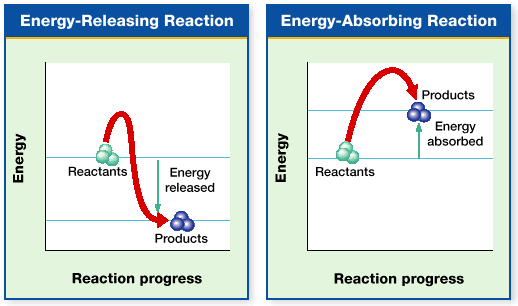 Energy-Releasing Reaction
Energy
Reactants
Energy
released
Products
Reaction progress
Energy-Absorbing Reaction
Energy
Products
Energy
absorbed
Reactants
Reaction progress